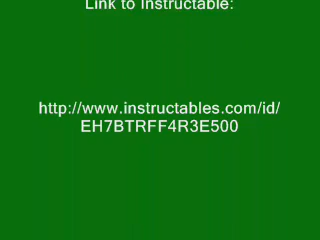 Link to Instructable:
http://www.instructables.com/id/
EH7BTRFF4R3E500